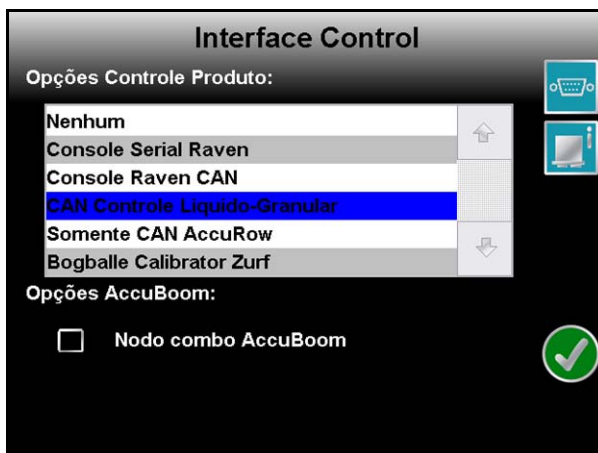 Interface Control
Opções Controle Produto:
Nenhum
Console Serial Raven
Console Raven CAN
CAN Controle Liquido-Granular
Somente CAN AccuRow
Bogballe Calibrator Zurf
Opções AccuBoom:
Nodo combo AccuBoom